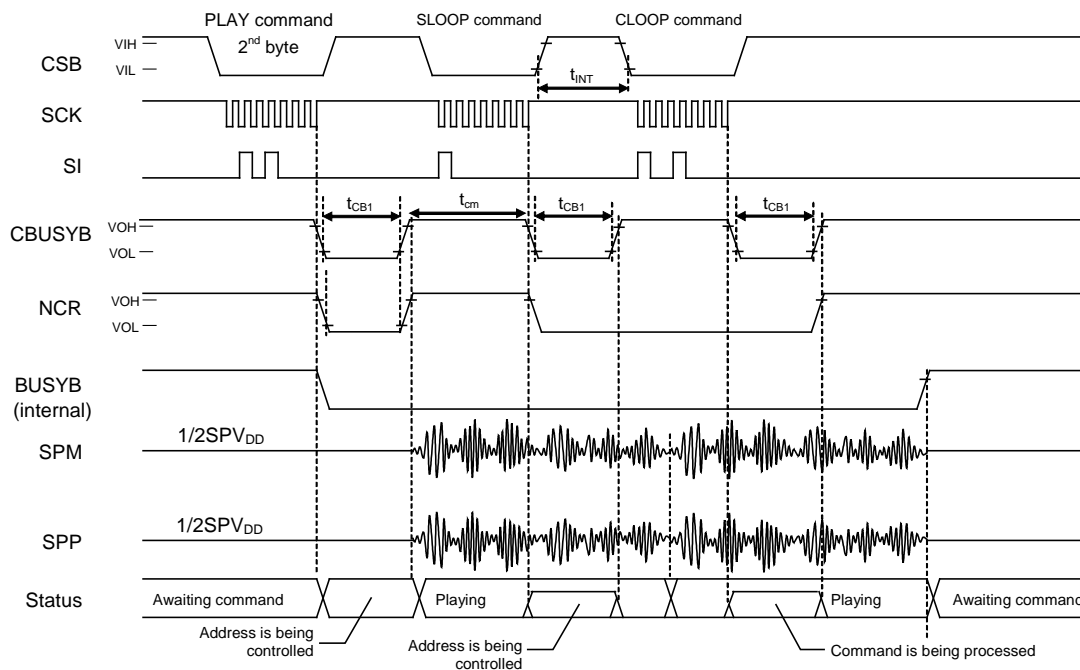 PLAY command
2nd byte
SLOOP command
CLOOP command
VIH
CSB
VIL
tINT
SCK
SI
tCB1
tcm
tCB1
tCB1
VOH
CBUSYB
VOL
VOH
NCR
VOL
BUSYB
(internal)
1/2SPVDD
SPM
1/2SPVDD
SPP
Status
Awaiting command
Playing
Playing
Awaiting command
Address is being
controlled
Address is being
controlled
Command is being processed